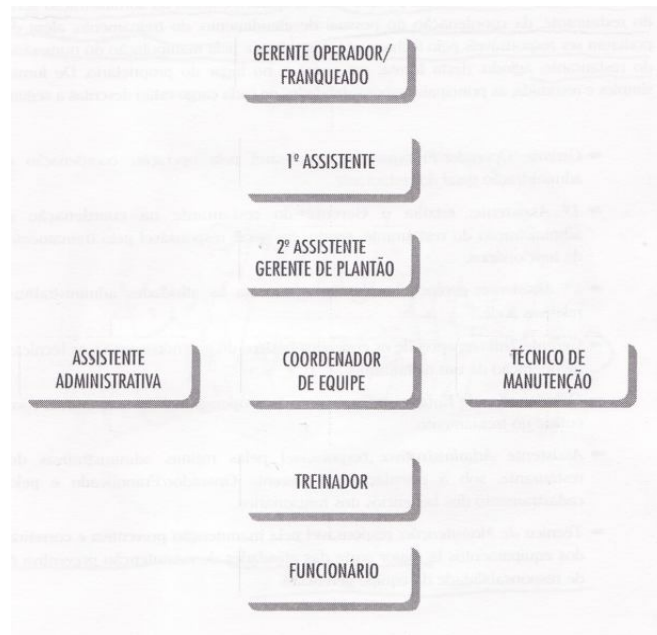 GERENTE OPERADOR/
FRANQUEADO
1º ASSISTENTE
2º ASSISTENTE
GERENTE DE PLANTÃO
ASSISTENTE
ADMINISTRATIVA
COORDENADOR
DE EQUIPE
TÉCNICO DE
MANUTENÇÃO
TREINADOR
FUNCIONÁRIO